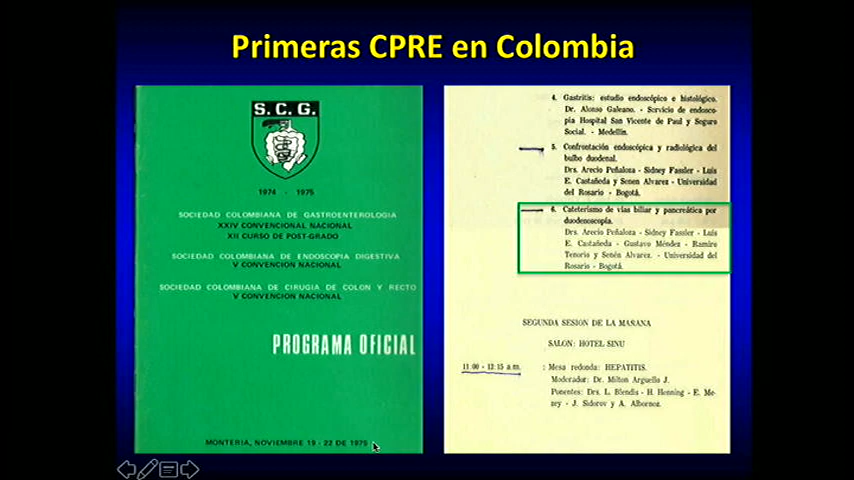 Primeras CPRE en Colombia
S.C.G.
1974 - 1975
SOCIEDAD COLOMBIANA DE GASTROENTEROLOGIA
XXIV CONVENCIONAL NACIONAL
XII CURSO DE POST-GRADO
SOCIEDAD COLOMBIANA DE ENDOSCOPIA DIGESTIVA
V CONVENCION NACIONAL
SOCIEDAD COLOMBIANA DE CIRUGIA DE COLON Y RECTO
V CONVENCION NACIONAL
PROGRAMA OFICIAL
MONTERIA, NOVIEMBRE 19 - 22 DE 1975
4. Gastritis: estudio endoscópico e histológico.
Dr. Alonso Galeano. - Servicio de endosco-
pia Hospital San Vicente de Paul y Seguro
Social. - Medellín.
5. Confrontación endoscópica y radiológica del
bulbo duodenal.
Drs. Arecio Peñaloza - Sidney Fassler - Luis
E. Castañeda y Senen Alvarez - Universidad
del Rosario - Bogotá.
6. Cateterismo de vías biliar y pancreática por
duodenoscopia.
Drs. Arecio Peñaloza - Sidney Fassler - Luis
E. Castañeda - Gustavo Méndez - Ramiro
Tenorio y Senén Alvarez. - Universidad del
Rosario - Bogotá.
SEGUNDA SESION DE LA MAÑANA
SALON: HOTEL SINU
11:00 - 12:15 a.m. : Mesa redonda: HEPATITIS.
Moderador: Dr. Milton Arguello J.
Ponentes: Drs. L. Blendis - H. Henning - E. Me-
ney - J. Sidorov y A. Albornoz.